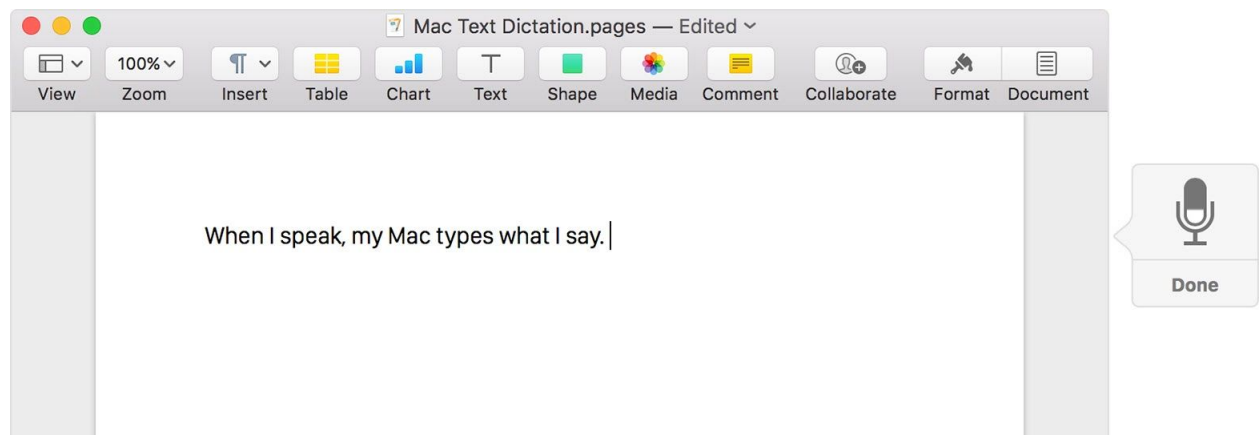 Mac Text Dictation.pages — Edited
100%
View Zoom Insert Table Chart Text Shape Media Comment Collaborate Format Document
When I speak, my Mac types what I say.
Done